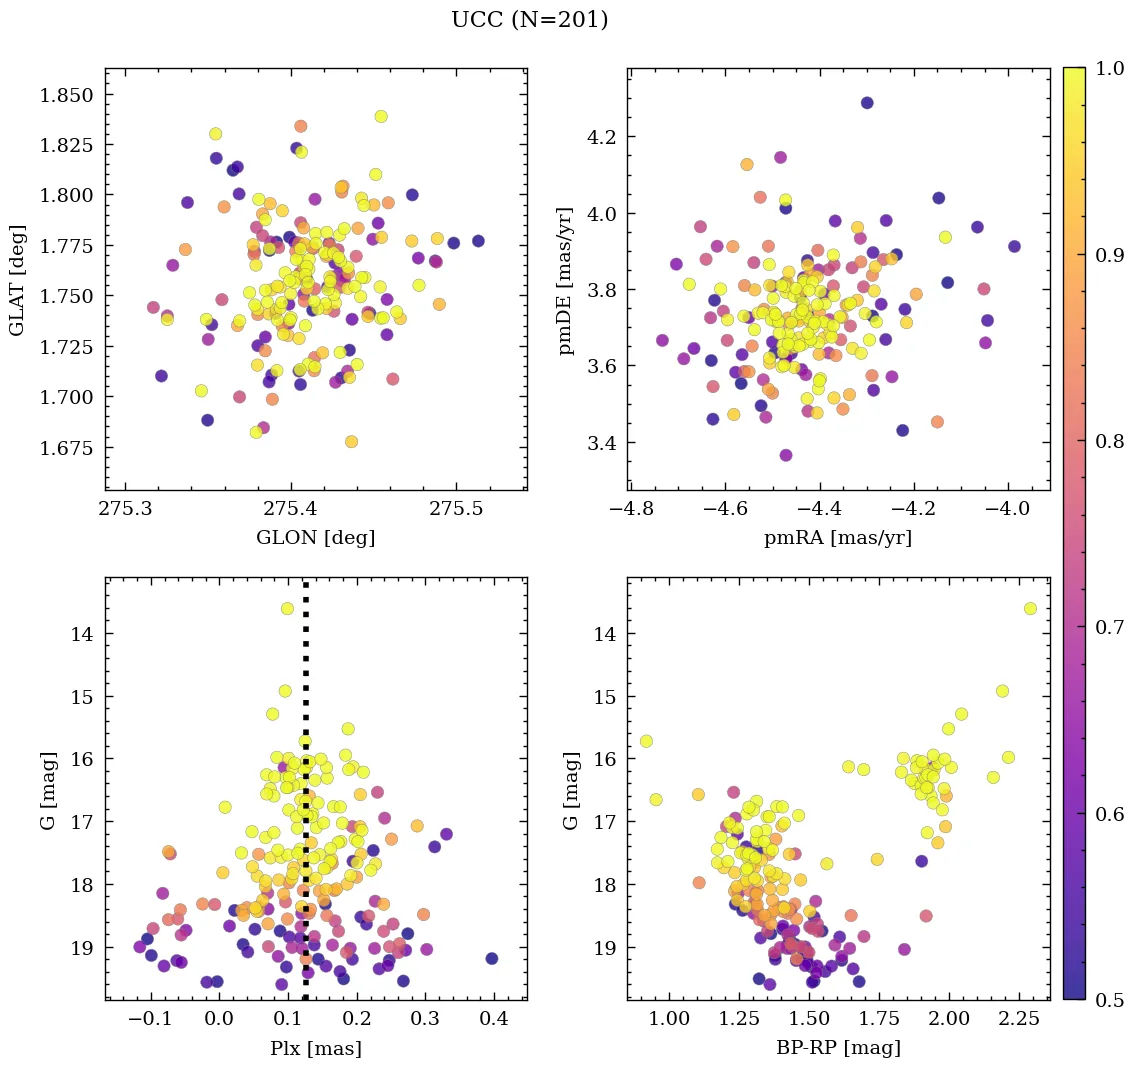 UCC (N=201)
1.850
1.825
1.800
1.775
1.750
1.725
1.700
1.675
GLAT [deg]
275.3 275.4 275.5
GLON [deg]
4.2
4.0
3.8
3.6
3.4
pmDE [mas/yr]
−4.8 −4.6 −4.4 −4.2 −4.0
pmRA [mas/yr]
14
15
16
17
18
19
G [mag]
−0.1 0.0 0.1 0.2 0.3 0.4
Plx [mas]
14
15
16
17
18
19
G [mag]
1.00 1.25 1.50 1.75 2.00 2.25
BP-RP [mag]
1.0
0.9
0.8
0.7
0.6
0.5